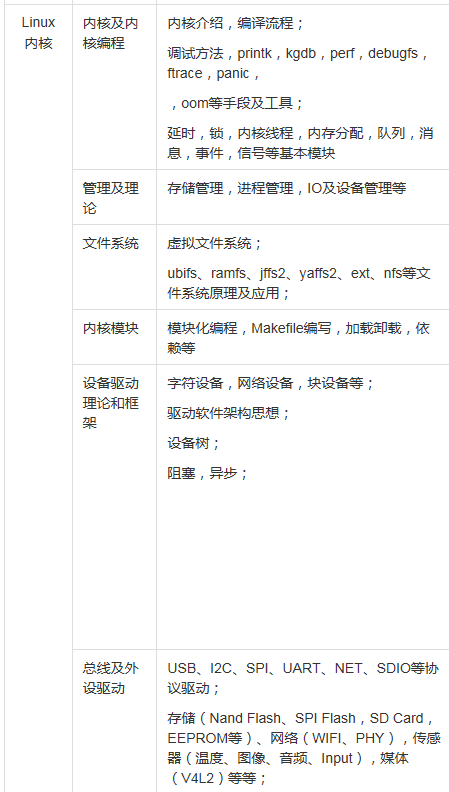 Linux
内核
内核及内
核编程
内核介绍，编译流程；
调试方法，printk，kgdb，perf，debugfs，
ftrace，panic，
，oom等手段及工具；
延时，锁，内核线程，内存分配，队列，消
息，事件，信号等基本模块
管理及理
论
存储管理，进程管理，IO及设备管理等
文件系统
虚拟文件系统；
ubifs、ramfs、jffs2、yaffs2、ext、nfs等文
件系统原理及应用；
内核模块
模块化编程，Makefile编写，加载卸载，依
赖等
设备驱动
理论和框
架
字符设备，网络设备，块设备等；
驱动软件架构思想；
设备树；
阻塞，异步；
总线及外
设驱动
USB、I2C、SPI、UART、NET、SDIO等协
议驱动；
存储（Nand Flash、SPI Flash，SD Card，
EEPROM等）、网络（WIFI、PHY），传感
器（温度、图像、音频、Input），媒体
（V4L2）等等；